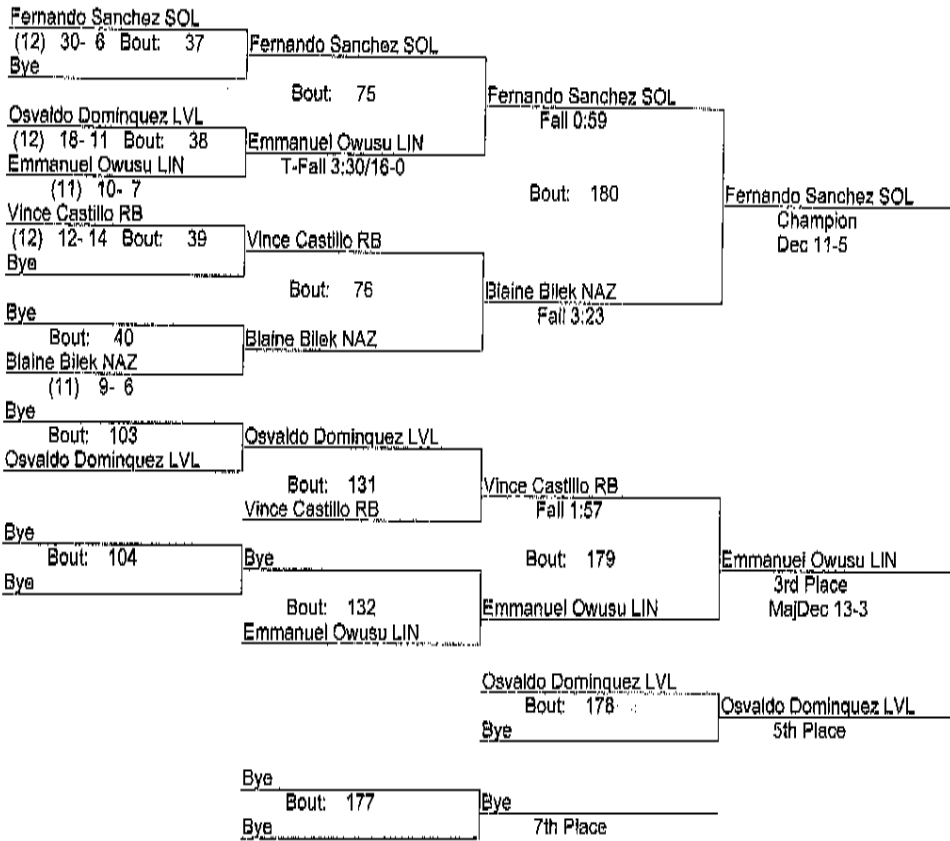 Fernando Sanchez SOL
(12) 30- 6 Bout: 37
Bye
Fernando Sanchez SOL
Bout: 75
Osvaldo Dominquez LVL
(12) 18- 11 Bout: 38
Emmanuel Owusu LIN
(11) 10- 7
Emmanuel Owusu LIN
T-Fall 3:30/16-0
Fernando Sanchez SOL
Fall 0:59
Bout: 180
Vince Castillo RB
(12) 12- 14 Bout: 39
Bye
Vince Castillo RB
Bout: 76
Bye
Bout: 40
Blaine Bilek NAZ
(11) 9- 6
Blaine Bilek NAZ
Blaine Bilek NAZ
Fall 3:23
Fernando Sanchez SOL
Champion
Dec 11-5
Bye
Bout: 103
Osvaldo Dominquez LVL
Osvaldo Dominquez LVL
Bout: 131
Vince Castillo RB
Vince Castillo RB
Fall 1:57
Bout: 179
Bye
Bout: 104
Bye
Bye
Bout: 132
Emmanuel Owusu LIN
Emmanuel Owusu LIN
Emmanuel Owusu LIN
3rd Place
MajDec 13-3
Osvaldo Dominquez LVL
Bout: 178
Bye
Osvaldo Dominquez LVL
5th Place
Bye
Bout: 177
Bye
Bye
7th Place